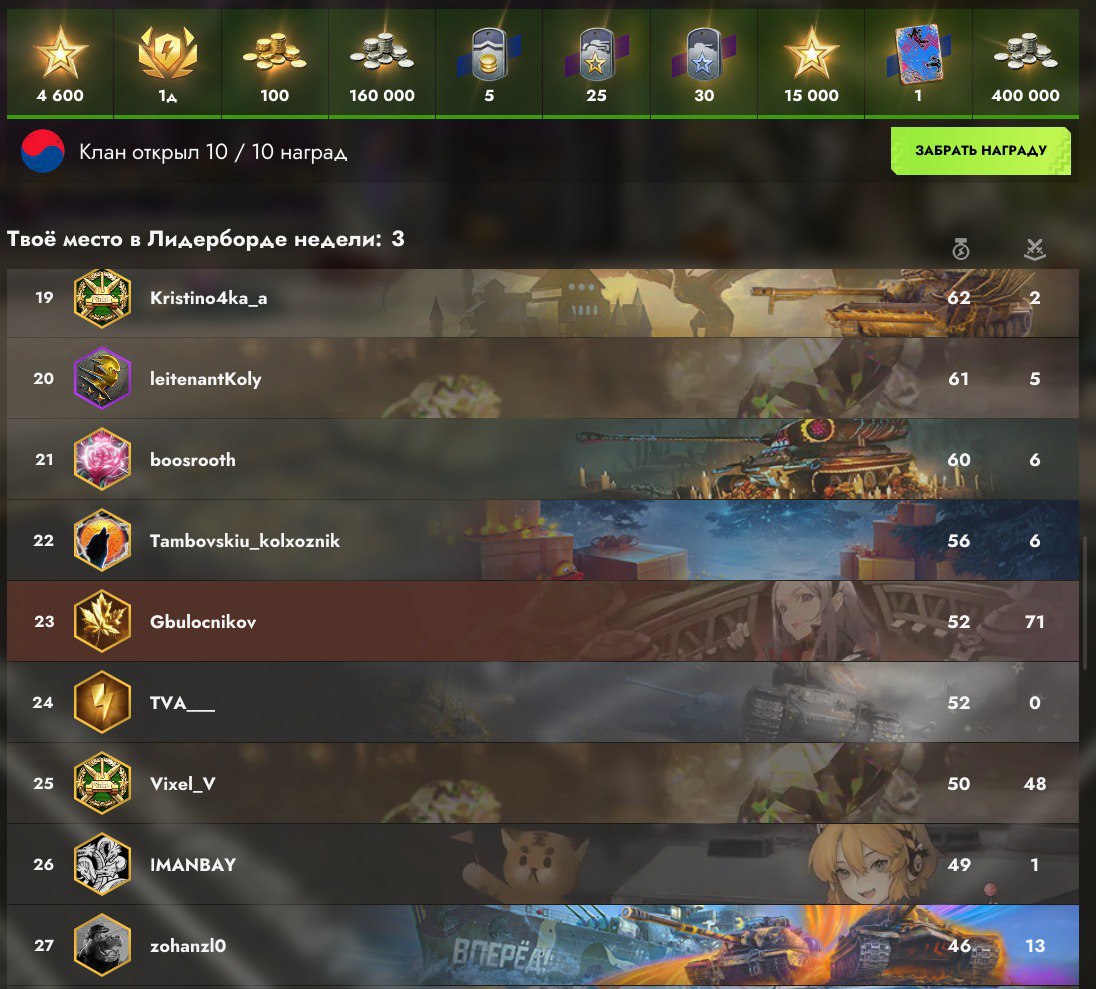 4 600 1д 100 160 000 5 25 30 15 000 1 400 000
Клан открыл 10 / 10 наград
ЗАБРАТЬ НАГРАДУ
Твоё место в Лидерборде недели: 3
19 Kristino4ka_a 62 2
20 leitenantKoly 61 5
21 boosrooth 60 6
22 Tambovskiu_kolxoznik 56 6
23 Gbulocnikov 52 71
24 TVA___ 52 0
25 Vixel_V 50 48
26 IMANBAY 49 1
27 zohanzl0 46 13
ВПЕРЁД!